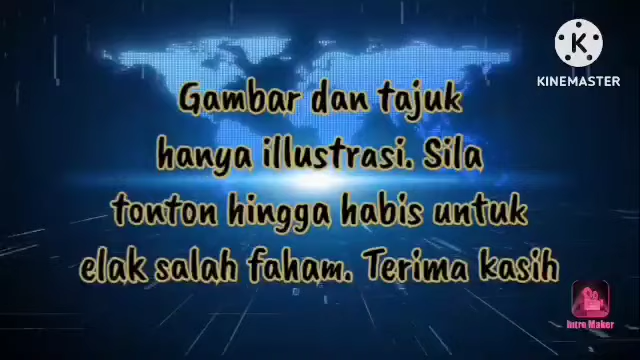 KINEMASTER
Gambar dan tajuk
hanya illustrasi. Sila
tonton hingga habis untuk
elak salah faham. Terima kasih
Intro Maker